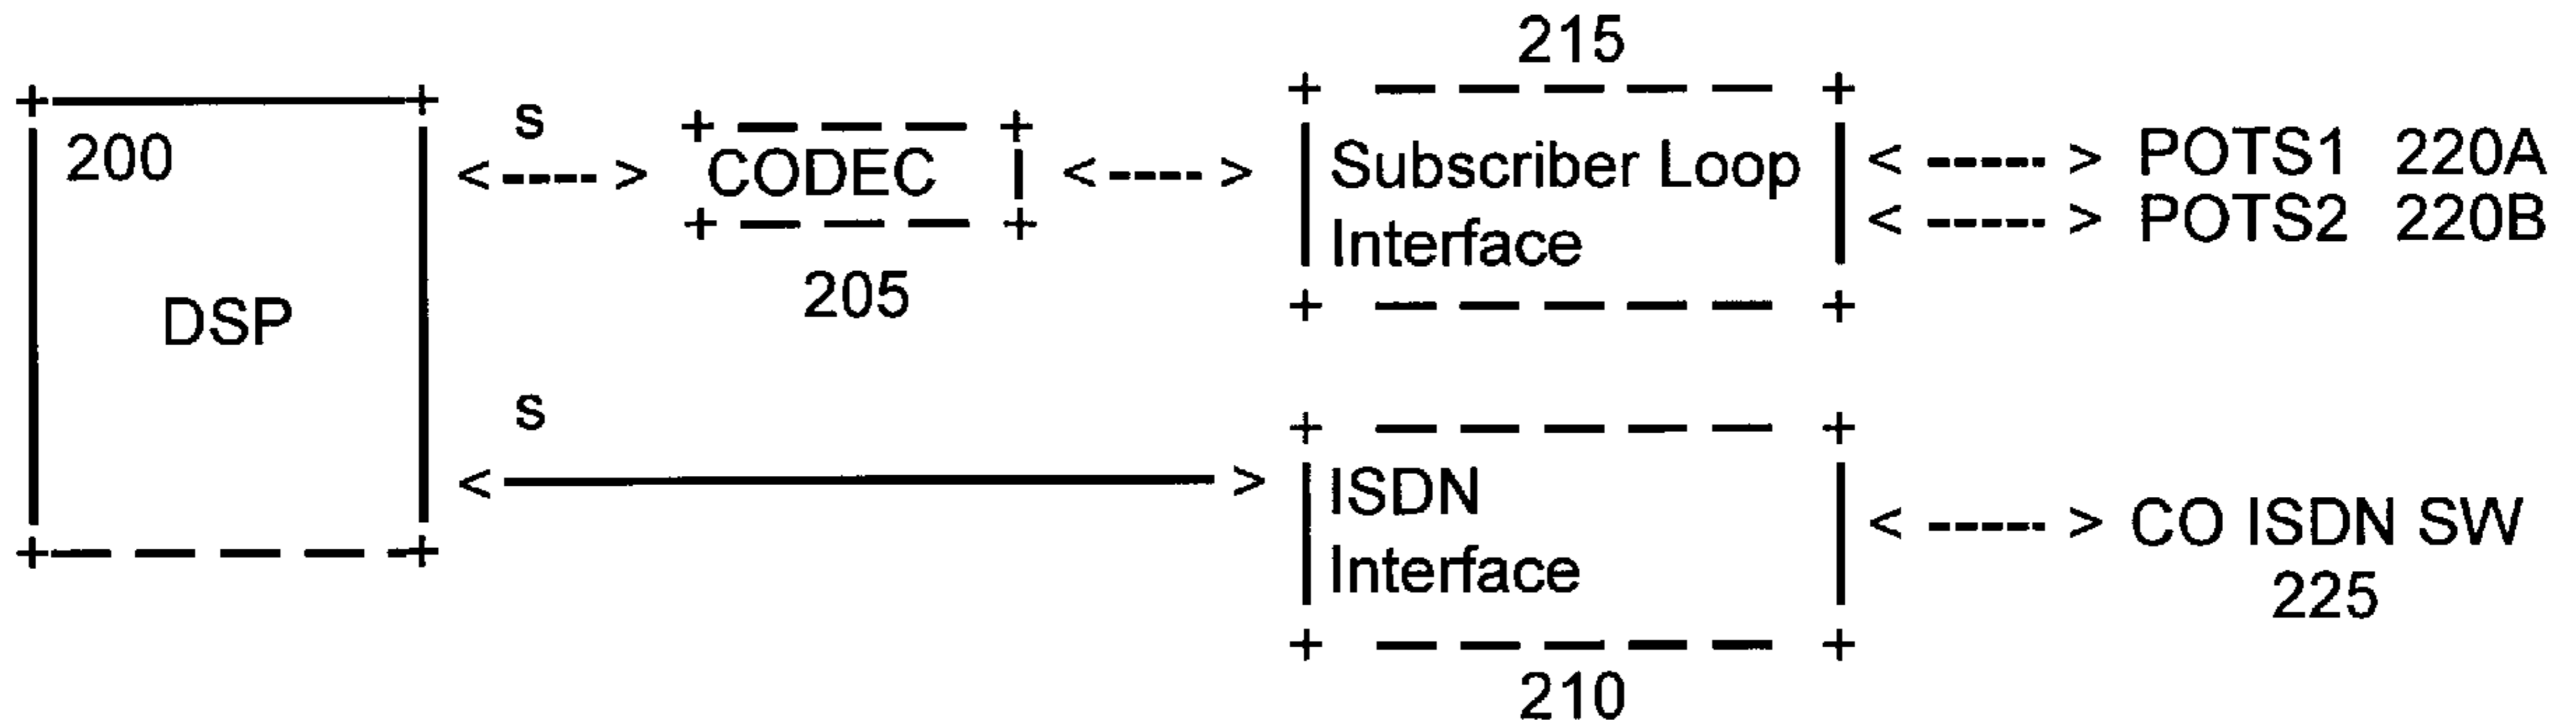 215
200
s
CODEC
Subscriber Loop
Interface
POTS1 220A
POTS2 220B
205
DSP
s
ISDN
Interface
CO ISDN SW
225
210